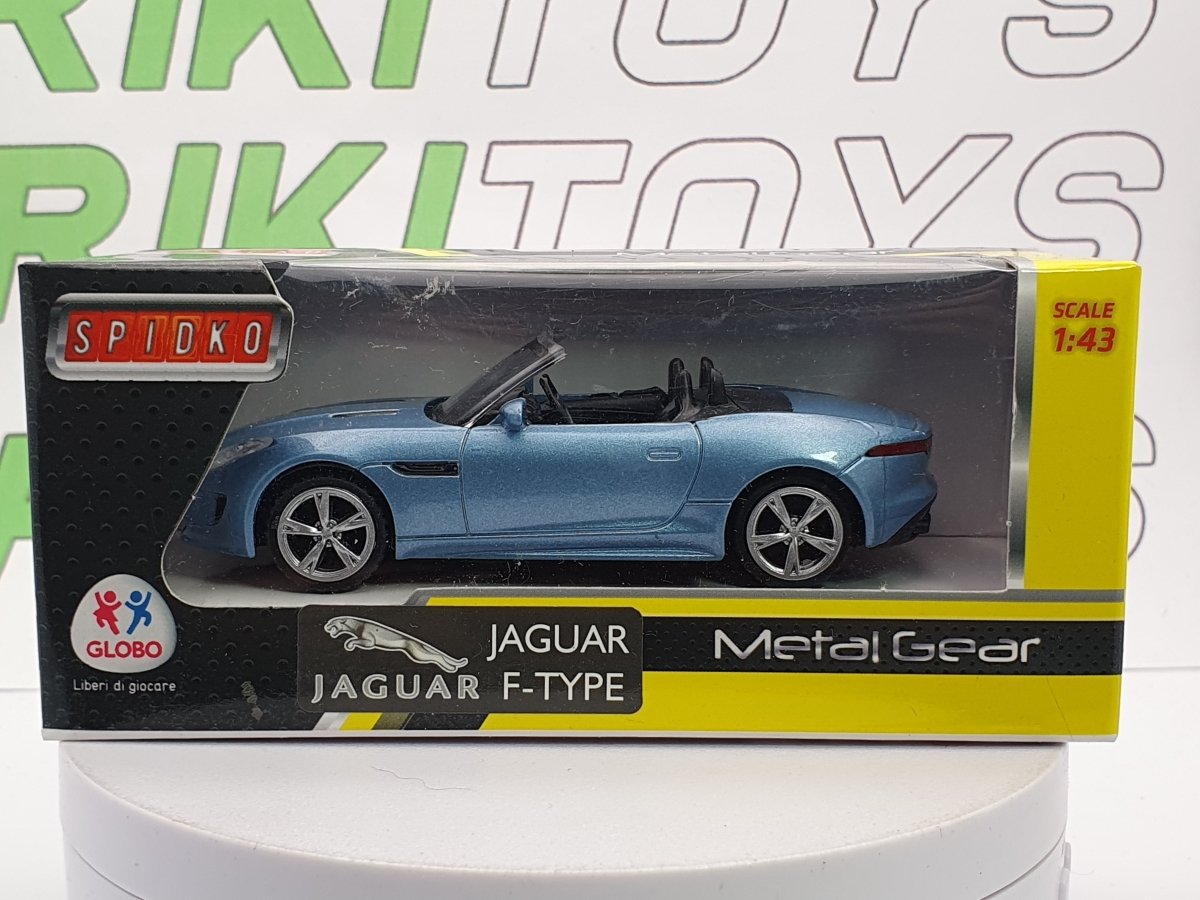 RIKITOYS
RIKITOYS
SPIDKO
SCALE
1:43
GLOBO
Liberi di giocare
JAGUAR
JAGUAR
F-TYPE
Metal Gear